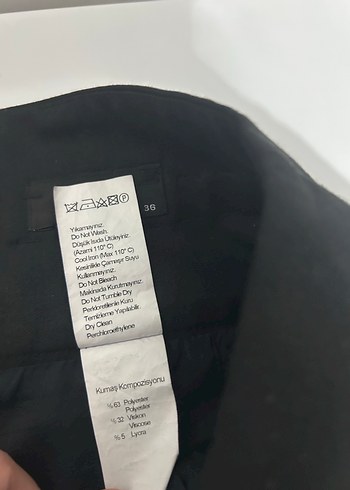 P
36
Yıkamayınız.
Do Not Wash.
Düşük Isıda Ütüleyiniz.
(Azami 110° C)
Cool Iron (Max 110° C)
Kesinlikle Çamaşır Suyu
Kullanmayınız.
Do Not Bleach
Makinada Kurutmayınız.
Do Not Tumble Dry
Perkloretilenle Kuru
Temizleme Yapılabilir.
Dry Clean
Perchloroethylene
Kumaş Kompozisyonu
%63 Polyester
Polyester
%32 Viskon
Viscose
%5 Lycra